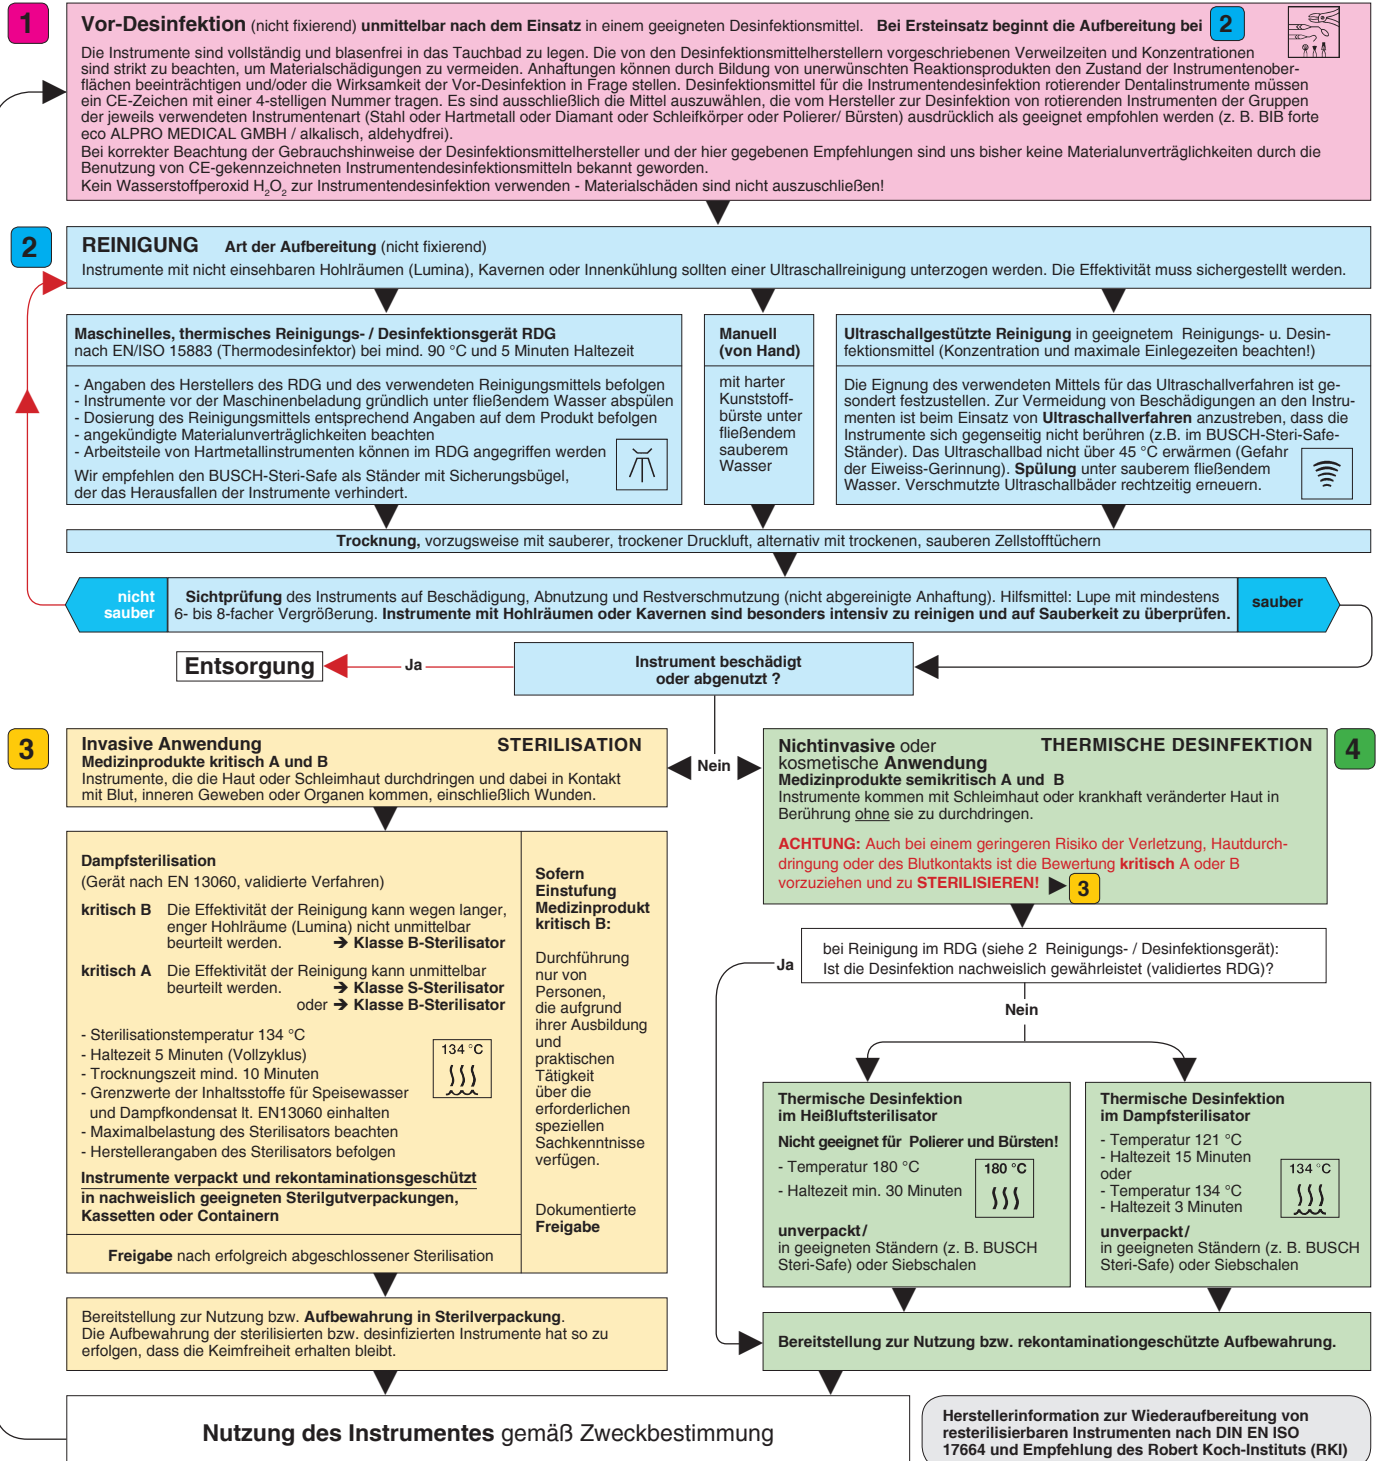 1
Vor-Desinfektion (nicht fixierend) unmittelbar nach dem Einsatz in einem geeigneten Desinfektionsmittel. Bei Ersteinsatz beginnt die Aufbereitung bei 2
Die Instrumente sind vollständig und blasenfrei in das Tauchbad zu legen. Die von den Desinfektionsmittelherstellern vorgeschriebenen Verweilzeiten und Konzentrationen
sind strikt zu beachten, um Materialschädigungen zu vermeiden. Anhaftungen können durch Bildung von unerwünschten Reaktionsprodukten den Zustand der Instrumentenober-
flächen beeinträchtigen und/oder die Wirksamkeit der Vor-Desinfektion in Frage stellen. Desinfektionsmittel für die Instrumentendesinfektion rotierender Dentalinstrumente müssen
ein CE-Zeichen mit einer 4-stelligen Nummer tragen. Es sind ausschließlich die Mittel auszuwählen, die vom Hersteller zur Desinfektion von rotierenden Instrumenten der Gruppen
der jeweils verwendeten Instrumentenart (Stahl oder Hartmetall oder Diamant oder Schleifkörper oder Polierer/ Bürsten) ausdrücklich als geeignet empfohlen werden (z. B. BIB forte
eco ALPRO MEDICAL GMBH / alkalisch, aldehydfrei).
Bei korrekter Beachtung der Gebrauchshinweise der Desinfektionsmittelhersteller und der hier gegebenen Empfehlungen sind uns bisher keine Materialunverträglichkeiten durch die
Benutzung von CE-gekennzeichneten Instrumentendesinfektionsmitteln bekannt geworden.
Kein Wasserstoffperoxid H2O2 zur Instrumentendesinfektion verwenden - Materialschäden sind nicht auszuschließen!
2
REINIGUNG Art der Aufbereitung (nicht fixierend)
Instrumente mit nicht einsehbaren Hohlräumen (Lumina), Kavernen oder Innenkühlung sollten einer Ultraschallreinigung unterzogen werden. Die Effektivität muss sichergestellt werden.
Maschinelles, thermisches Reinigungs- / Desinfektionsgerät RDG
nach EN/ISO 15883 (Thermodesinfektor) bei mind. 90 °C und 5 Minuten Haltezeit
- Angaben des Herstellers des RDG und des verwendeten Reinigungsmittels befolgen
- Instrumente vor der Maschinenbeladung gründlich unter fließendem Wasser abspülen
- Dosierung des Reinigungsmittels entsprechend Angaben auf dem Produkt befolgen
- angekündigte Materialunverträglichkeiten beachten
- Arbeitsteile von Hartmetallinstrumenten können im RDG angegriffen werden
Wir empfehlen den BUSCH-Steri-Safe als Ständer mit Sicherungsbügel,
der das Herausfallen der Instrumente verhindert.
Manuell
(von Hand)
mit harter
Kunststoff-
bürste unter
fließendem
sauberem
Wasser
Ultraschallgestützte Reinigung in geeignetem Reinigungs- u. Desin-
fektionsmittel (Konzentration und maximale Einlegezeiten beachten!)
Die Eignung des verwendeten Mittels für das Ultraschallverfahren ist ge-
sondert festzustellen. Zur Vermeidung von Beschädigungen an den Instru-
menten ist beim Einsatz von Ultraschallverfahren anzustreben, dass die
Instrumente sich gegenseitig nicht berühren (z.B. im BUSCH-Steri-Safe-
Ständer). Das Ultraschallbad nicht über 45 °C erwärmen (Gefahr
der Eiweiss-Gerinnung). Spülung unter sauberem fließendem
Wasser. Verschmutzte Ultraschallbäder rechtzeitig erneuern.
Trocknung, vorzugsweise mit sauberer, trockener Druckluft, alternativ mit trockenen, sauberen Zellstofftüchern
nicht
sauber
Sichtprüfung des Instruments auf Beschädigung, Abnutzung und Restverschmutzung (nicht abgereinigte Anhaftung). Hilfsmittel: Lupe mit mindestens
6- bis 8-facher Vergrößerung. Instrumente mit Hohlräumen oder Kavernen sind besonders intensiv zu reinigen und auf Sauberkeit zu überprüfen.
sauber
Entsorgung
Ja
Instrument beschädigt
oder abgenutzt ?
Nein
3
Invasive Anwendung STERILISATION
Medizinprodukte kritisch A und B
Instrumente, die die Haut oder Schleimhaut durchdringen und dabei in Kontakt
mit Blut, inneren Geweben oder Organen kommen, einschließlich Wunden.
Dampfsterilisation
(Gerät nach EN 13060, validierte Verfahren)
kritisch B Die Effektivität der Reinigung kann wegen langer,
enger Hohlräume (Lumina) nicht unmittelbar
beurteilt werden. ➔ Klasse B-Sterilisator
kritisch A Die Effektivität der Reinigung kann unmittelbar
beurteilt werden. ➔ Klasse S-Sterilisator
oder ➔ Klasse B-Sterilisator
- Sterilisationstemperatur 134 °C
- Haltezeit 5 Minuten (Vollzyklus)
- Trocknungszeit mind. 10 Minuten
- Grenzwerte der Inhaltstoffe für Speisewasser
und Dampfkondensat lt. EN13060 einhalten
- Maximalbelastung des Sterilisators beachten
- Herstellerangaben des Sterilisators befolgen
134 °C
Instrumente verpackt und rekontaminationsgeschützt
in nachweislich geeigneten Sterilgutverpackungen,
Kassetten oder Containern
Freigabe nach erfolgreich abgeschlossener Sterilisation
Sofern
Einstufung
Medizinprodukt
kritisch B:
Durchführung
nur von
Personen,
die aufgrund
ihrer Ausbildung
und
praktischen
Tätigkeit
über die
erforderlichen
speziellen
Sachkenntnisse
verfügen.
Dokumentierte
Freigabe
Bereitstellung zur Nutzung bzw. Aufbewahrung in Sterilverpackung.
Die Aufbewahrung der sterilisierten bzw. desinfizierten Instrumente hat so zu
erfolgen, dass die Keimfreiheit erhalten bleibt.
4
Nichtinvasive oder THERMISCHE DESINFEKTION
kosmetische Anwendung
Medizinprodukte semikritisch A und B
Instrumente kommen mit Schleimhaut oder krankhaft veränderter Haut in
Berührung ohne sie zu durchdringen.
ACHTUNG: Auch bei einem geringeren Risiko der Verletzung, Hautdurch-
dringung oder des Blutkontakts ist die Bewertung kritisch A oder B
vorzuziehen und zu STERILISIEREN! 3
bei Reinigung im RDG (siehe 2 Reinigungs- / Desinfektionsgerät):
Ist die Desinfektion nachweislich gewährleistet (validiertes RDG)?
Ja
Nein
Thermische Desinfektion
im Heißluftsterilisator
Nicht geeignet für Polierer und Bürsten!
- Temperatur 180 °C
- Haltezeit min. 30 Minuten
180 °C
unverpackt/
in geeigneten Ständern (z. B. BUSCH
Steri-Safe) oder Siebschalen
Thermische Desinfektion
im Dampfsterilisator
- Temperatur 121 °C
- Haltezeit 15 Minuten
oder
- Temperatur 134 °C
- Haltezeit 3 Minuten
134 °C
unverpackt/
in geeigneten Ständern (z. B. BUSCH
Steri-Safe) oder Siebschalen
Bereitstellung zur Nutzung bzw. rekontaminationgeschützte Aufbewahrung.
Nutzung des Instrumentes gemäß Zweckbestimmung
Herstellerinformation zur Wiederaufbereitung von
resterilisierbaren Instrumenten nach DIN EN ISO
17664 und Empfehlung des Robert Koch-Instituts (RKI)